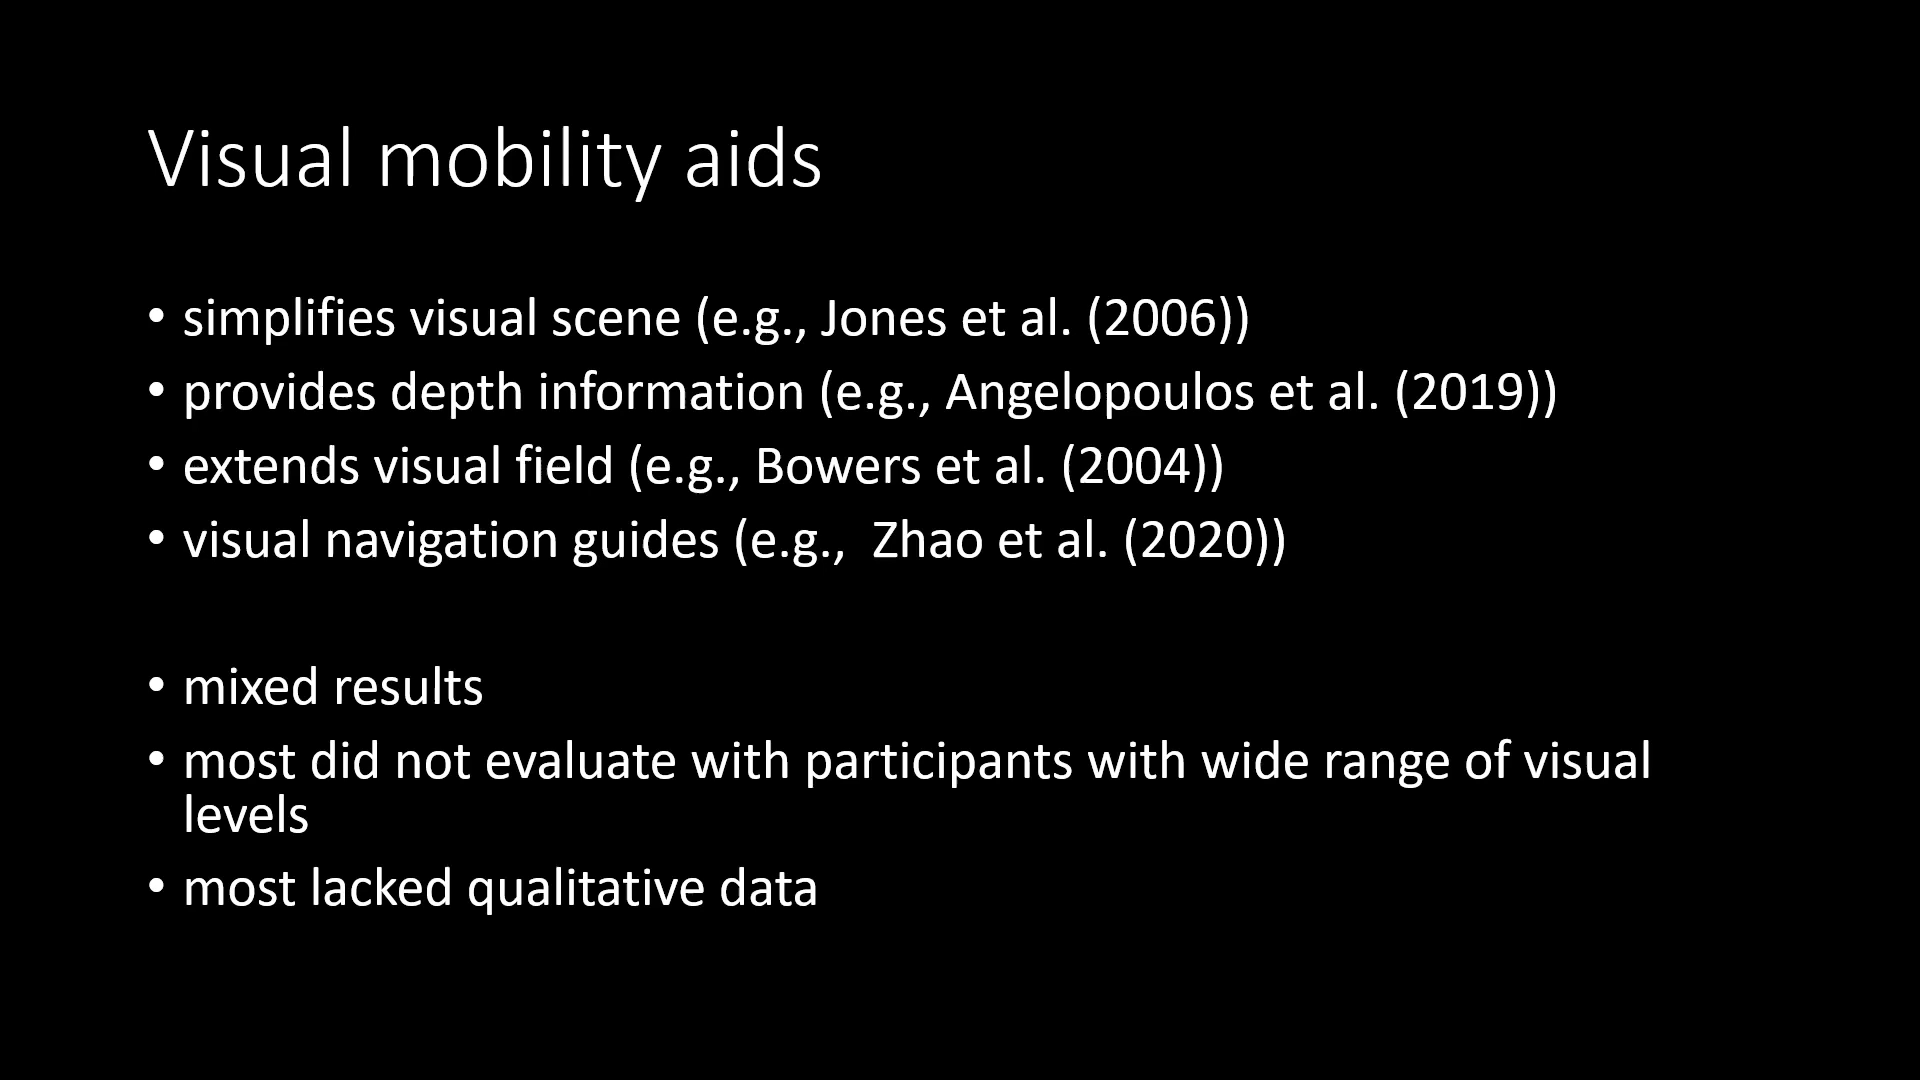 Visual mobility aids
• simplifies visual scene (e.g., Jones et al. (2006))
• provides depth information (e.g., Angelopoulos et al. (2019))
• extends visual field (e.g., Bowers et al. (2004))
• visual navigation guides (e.g.,  Zhao et al. (2020))
• mixed results
• most did not evaluate with participants with wide range of visual
levels
• most lacked qualitative data